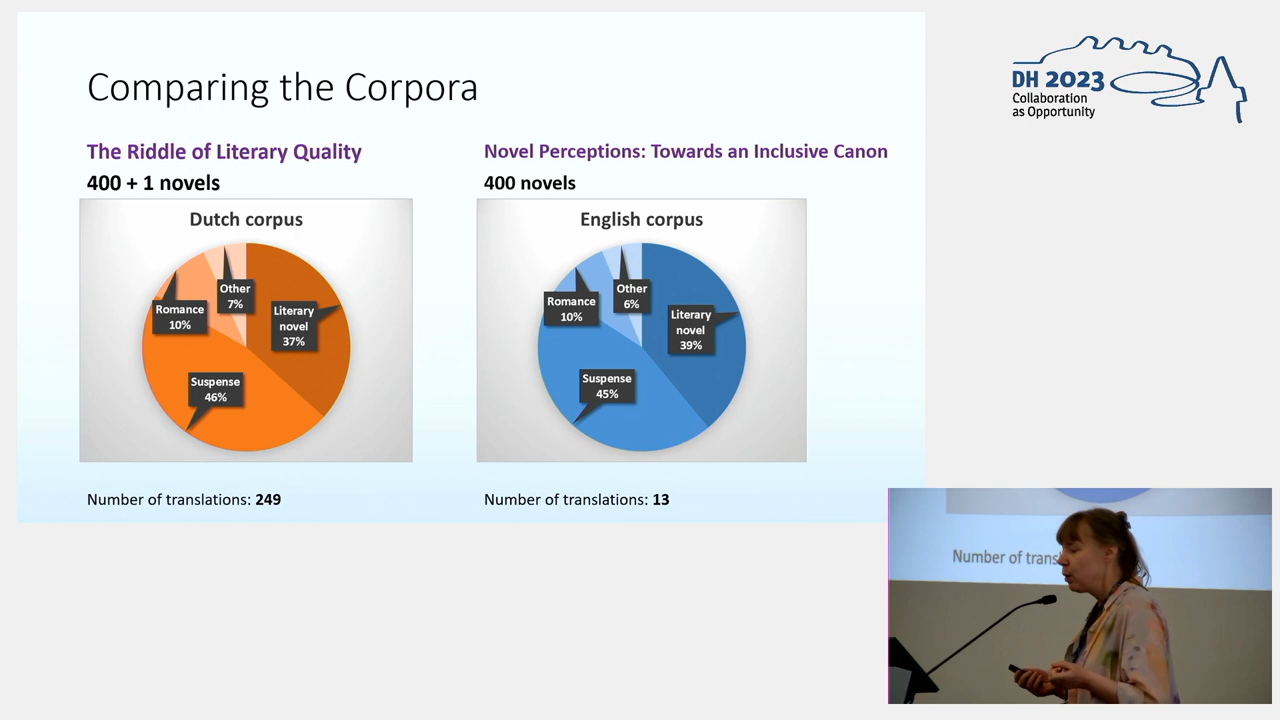 Comparing the Corpora
The Riddle of Literary Quality
400 + 1 novels
Dutch corpus
Other
7%
Romance
10%
Literary
novel
37%
Suspense
46%
Number of translations: 249
Novel Perceptions: Towards an Inclusive Canon
400 novels
English corpus
Other
6%
Romance
10%
Literary
novel
39%
Suspense
45%
Number of translations: 13
DH 2023
Collaboration
as Opportunity
Number of trans